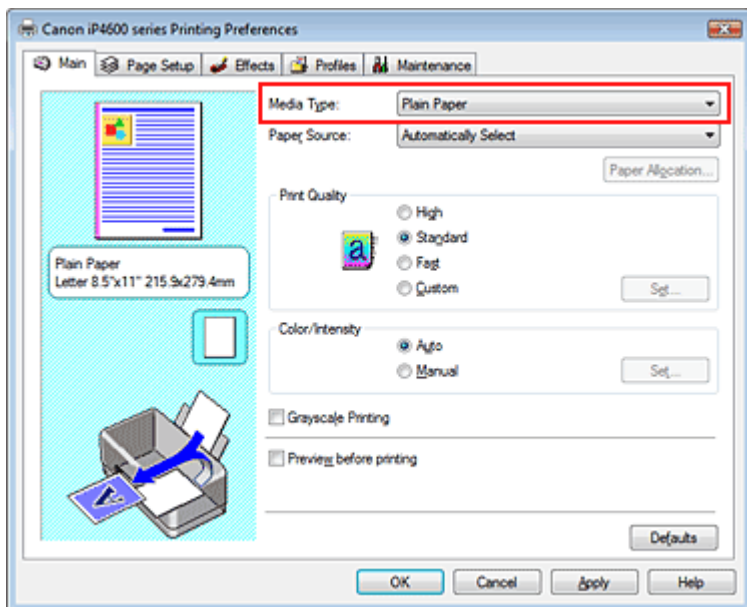 Canon iP4600 series Printing Preferences
Main Page Setup Effects Profiles Maintenance
Media Type: Plain Paper
Paper Source: Automatically Select
Paper Allocation...
Print Quality
High
a Standard
Fast
Custom Set...
Plain Paper
Letter 8.5"x11" 215.9x279.4mm
Color/Intensity
Auto
Manual Set...
Grayscale Printing
Preview before printing
A
Defaults
OK Cancel Apply Help